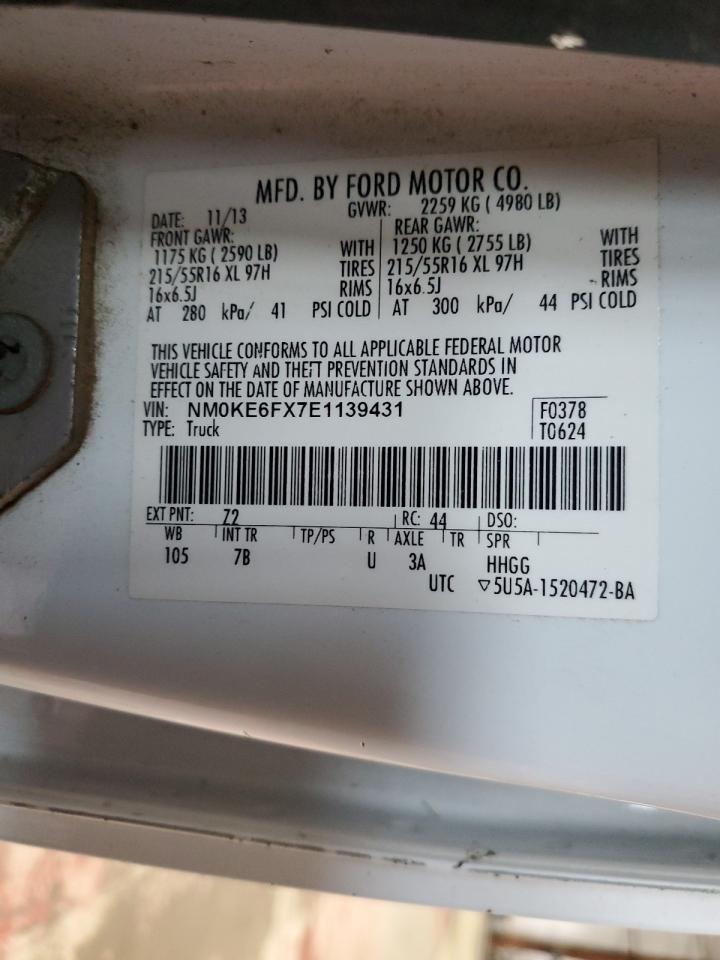 MFD. BY FORD MOTOR CO.
DATE: 11/13 GVWR: 2259 KG ( 4980 LB)
FRONT GAWR: REAR GAWR:
1175 KG ( 2590 LB) WITH 1250 KG ( 2755 LB) WITH
215/55R16 XL 97H TIRES 215/55R16 XL 97H TIRES
16x6.5J RIMS 16x6.5J RIMS
AT 280 kPa/ 41 PSI COLD AT 300 kPa/ 44 PSI COLD
THIS VEHICLE CONFORMS TO ALL APPLICABLE FEDERAL MOTOR
VEHICLE SAFETY AND THEFT PREVENTION STANDARDS IN
EFFECT ON THE DATE OF MANUFACTURE SHOWN ABOVE.
VIN: NM0KE6FX7E1139431 F0378
TYPE: Truck T0624
EXT PNT: Z2 RC: 44 DSO:
WB INT TR TP/PS R AXLE TR SPR
105 7B U 3A HHGG
UTC ▽5U5A-1520472-BA